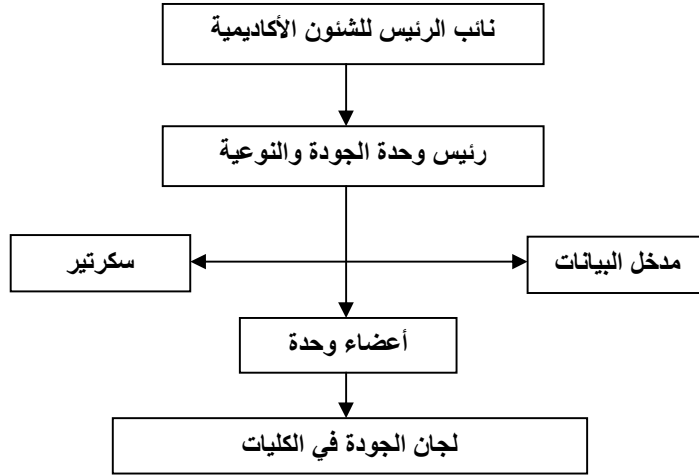 نائب الرئيس للشئون الأكاديمية
رئيس وحدة الجودة والنوعية
مدخل البيانات
سكرتير
أعضاء وحدة
لجان الجودة في الكليات